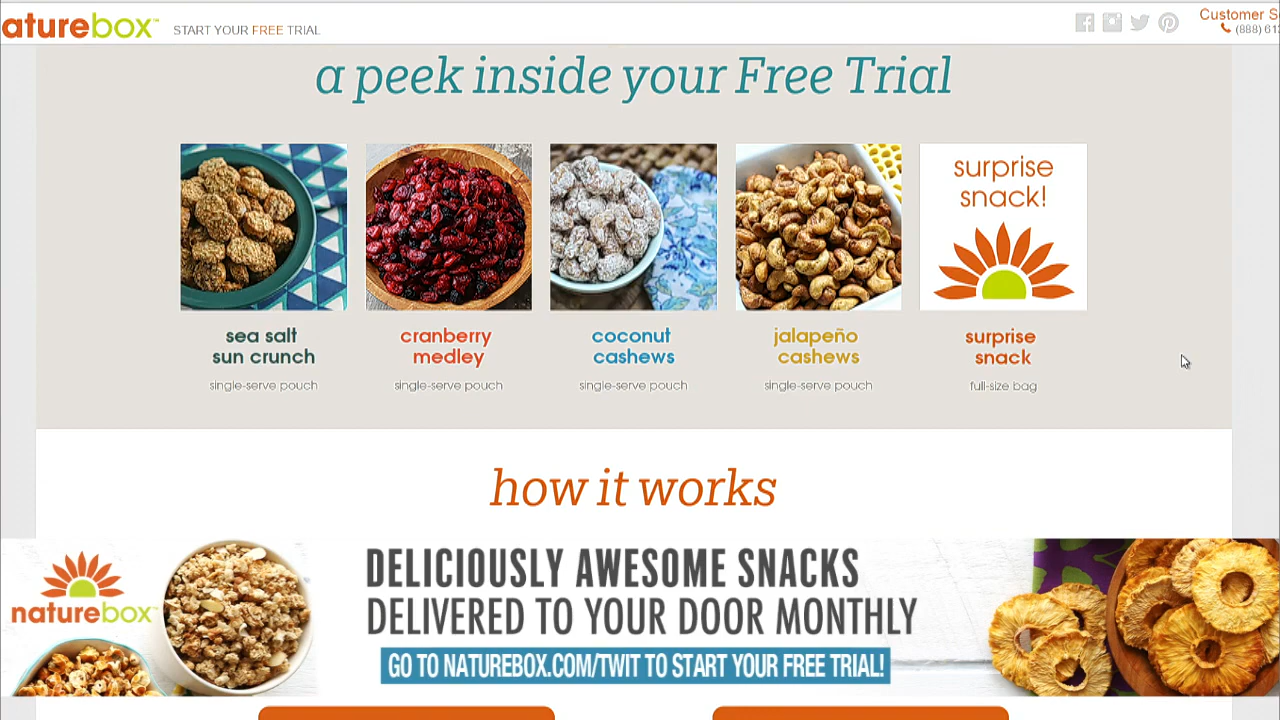 aturebox™ START YOUR FREE TRIAL
Customer S
(888) 613
a peek inside your Free Trial
surprise
snack!
sea salt
sun crunch
single-serve pouch
cranberry
medley
single-serve pouch
coconut
cashews
single-serve pouch
jalapeño
cashews
single-serve pouch
surprise
snack
full-size bag
how it works
naturebox™
DELICIOUSLY AWESOME SNACKS
DELIVERED TO YOUR DOOR MONTHLY
GO TO NATUREBOX.COM/TWIT TO START YOUR FREE TRIAL!